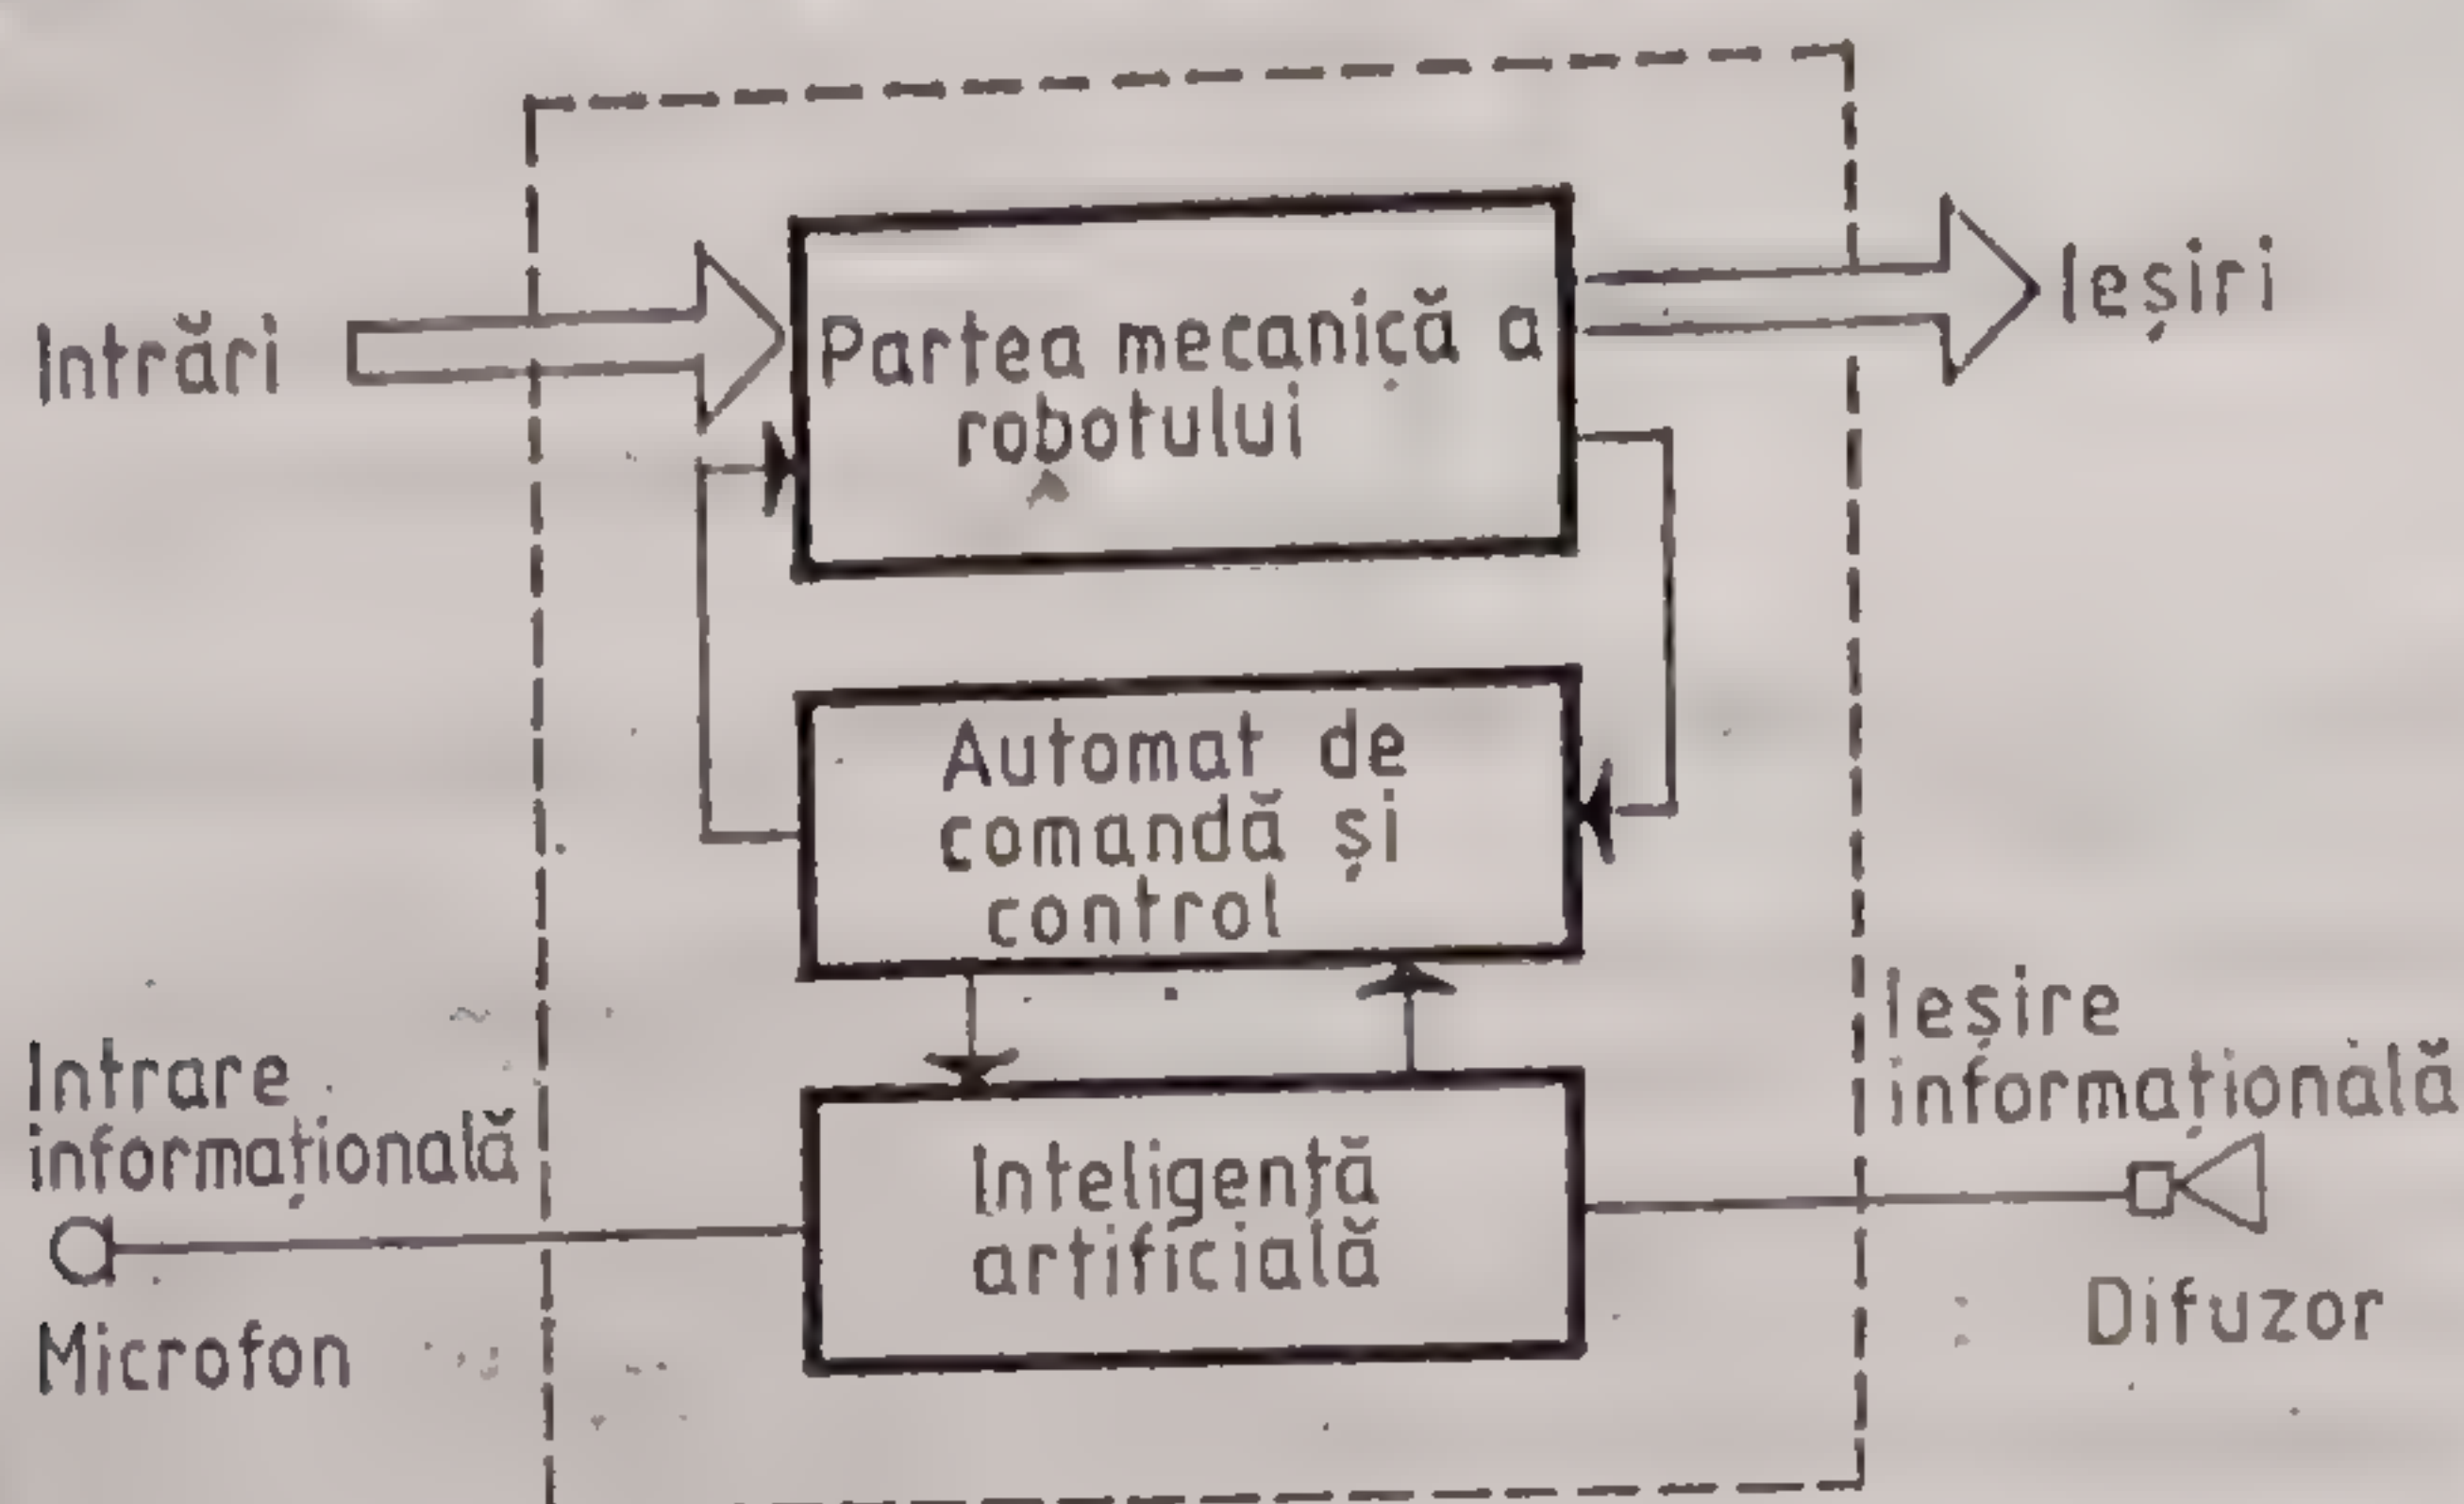 Intrări
Partea mecanică a
robotului
Ieșiri
Automat de
comandă și
control
Intrare
informațională
Microfon
Inteligență
artificială
Ieșire
informațională
Difuzor